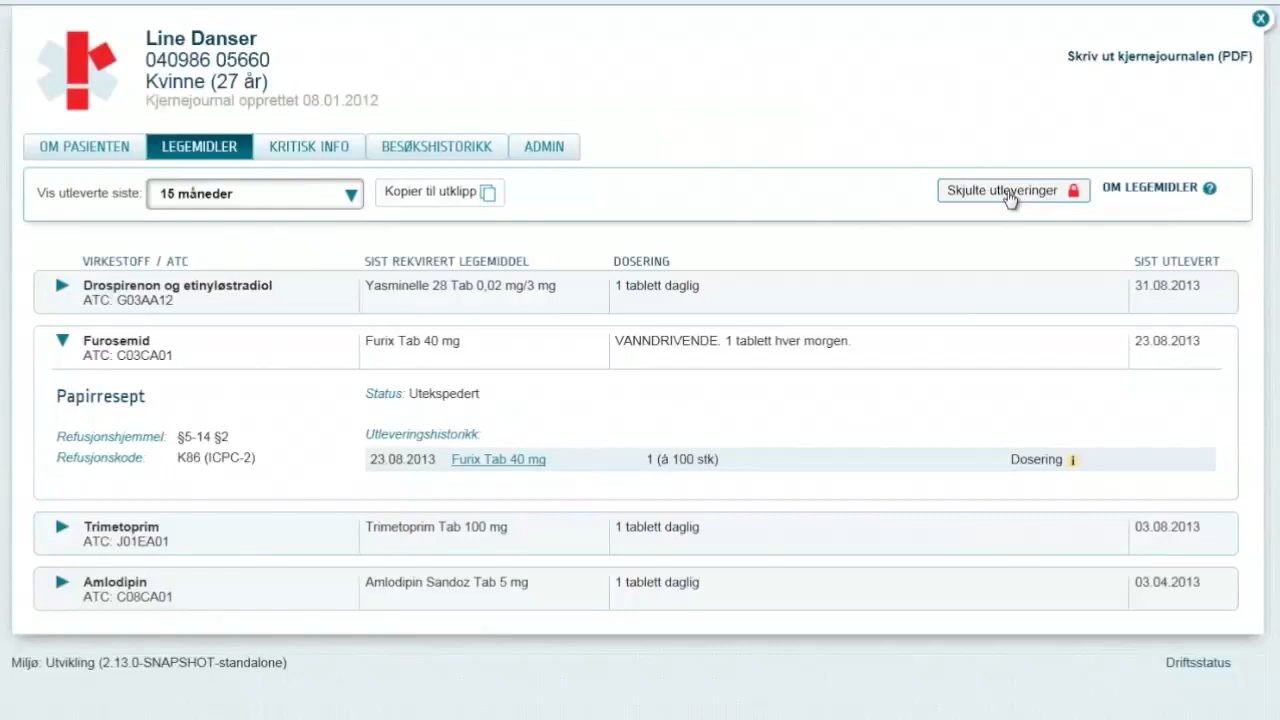 Line Danser
040986 05660
Kvinne (27 år)
Kjernejournal opprettet 08.01.2012
Skriv ut kjernejournalen (PDF)
X
OM PASIENTEN LEGEMIDLER KRITISK INFO BESØKSHISTORIKK ADMIN
Vis utleverte siste: 15 måneder Kopier til utklipp Skjulte utleveringer OM LEGEMIDLER ?
VIRKESTOFF / ATC SIST REKVIRERT LEGEMIDDEL DOSERING SIST UTLEVERT
Drospirenon og etinyløstradiol Yasminelle 28 Tab 0,02 mg/3 mg 1 tablett daglig 31.08.2013
ATC: G03AA12
Furosemid Furix Tab 40 mg VANNDRIVENDE. 1 tablett hver morgen. 23.08.2013
ATC: C03CA01
Papirresept Status: Utekspedert
Refusjonshjemmel: §5-14 §2 Utleveringshistorikk:
Refusjonskode: K86 (ICPC-2) 23.08.2013 Furix Tab 40 mg 1 (à 100 stk) Dosering i
Trimetoprim Trimetoprim Tab 100 mg 1 tablett daglig 03.08.2013
ATC: J01EA01
Amlodipin Amlodipin Sandoz Tab 5 mg 1 tablett daglig 03.04.2013
ATC: C08CA01
Miljø: Utvikling (2.13.0-SNAPSHOT-standalone) Driftsstatus